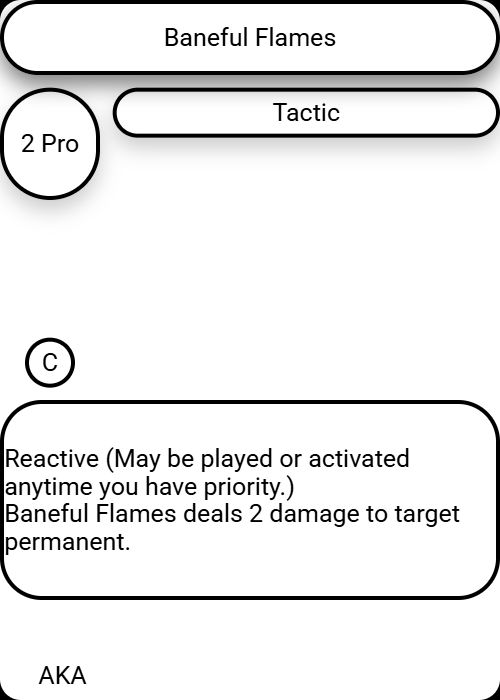 Baneful Flames
Tactic
2 Pro
C
Reactive (May be played or activated
anytime you have priority.)
Baneful Flames deals 2 damage to target
permanent.
AKA